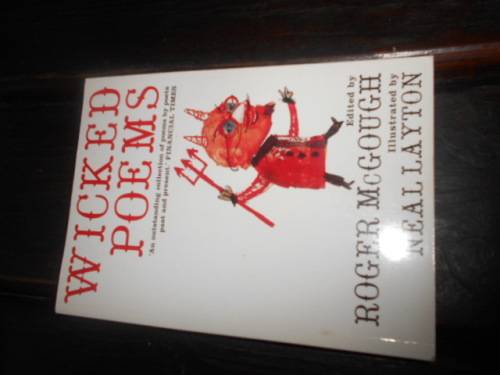 WICKED
POEMS
'An outstanding collection of poems by poets
past and present.' FINANCIAL TIMES
Edited by
ROGER McGOUGH
Illustrated by
NEAL LAYTON